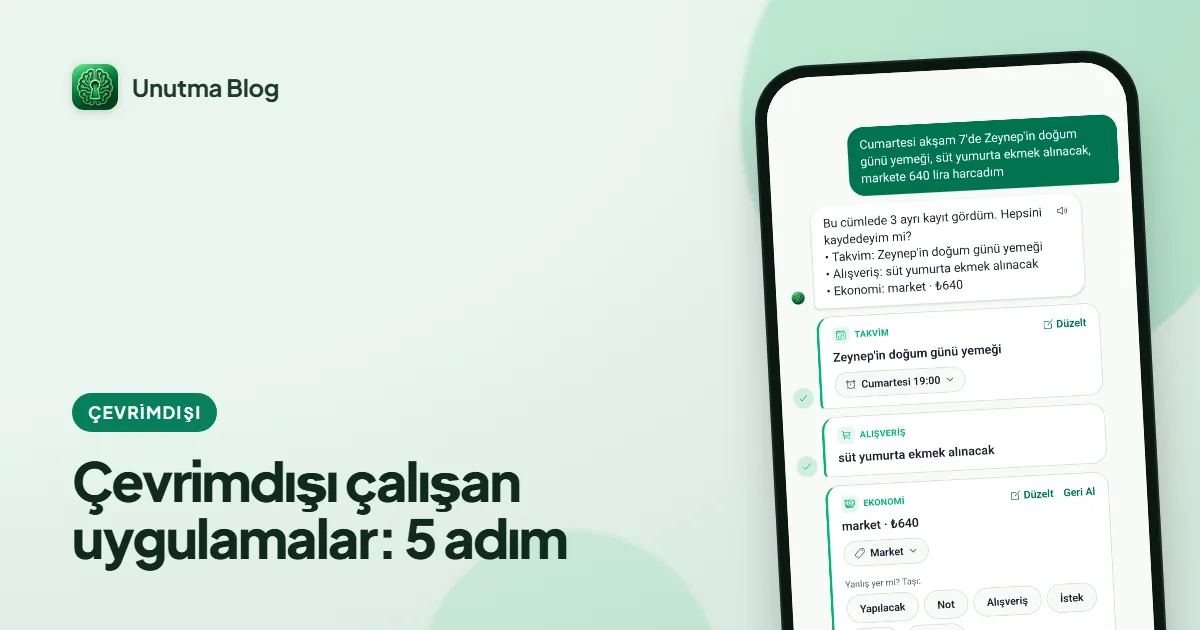 Unutma Blog
ÇEVRİMDIŞI
Çevrimdışı çalışan
uygulamalar: 5 adım
Cumartesi akşam 7'de Zeynep'in doğum
günü yemeği, süt yumurta ekmek alınacak,
markete 640 lira harcadım
Bu cümlede 3 ayrı kayıt gördüm. Hepsini
kaydedeyim mi?
• Takvim: Zeynep'in doğum günü yemeği
• Alışveriş: süt yumurta ekmek alınacak
• Ekonomi: market · ₺640
TAKVİM
Düzelt
Zeynep'in doğum günü yemeği
Cumartesi 19:00
ALIŞVERİŞ
süt yumurta ekmek alınacak
EKONOMİ
Düzelt Geri Al
market · ₺640
Market
Yanlış yer mi? Taşı:
Yapılacak Not Alışveriş İstek